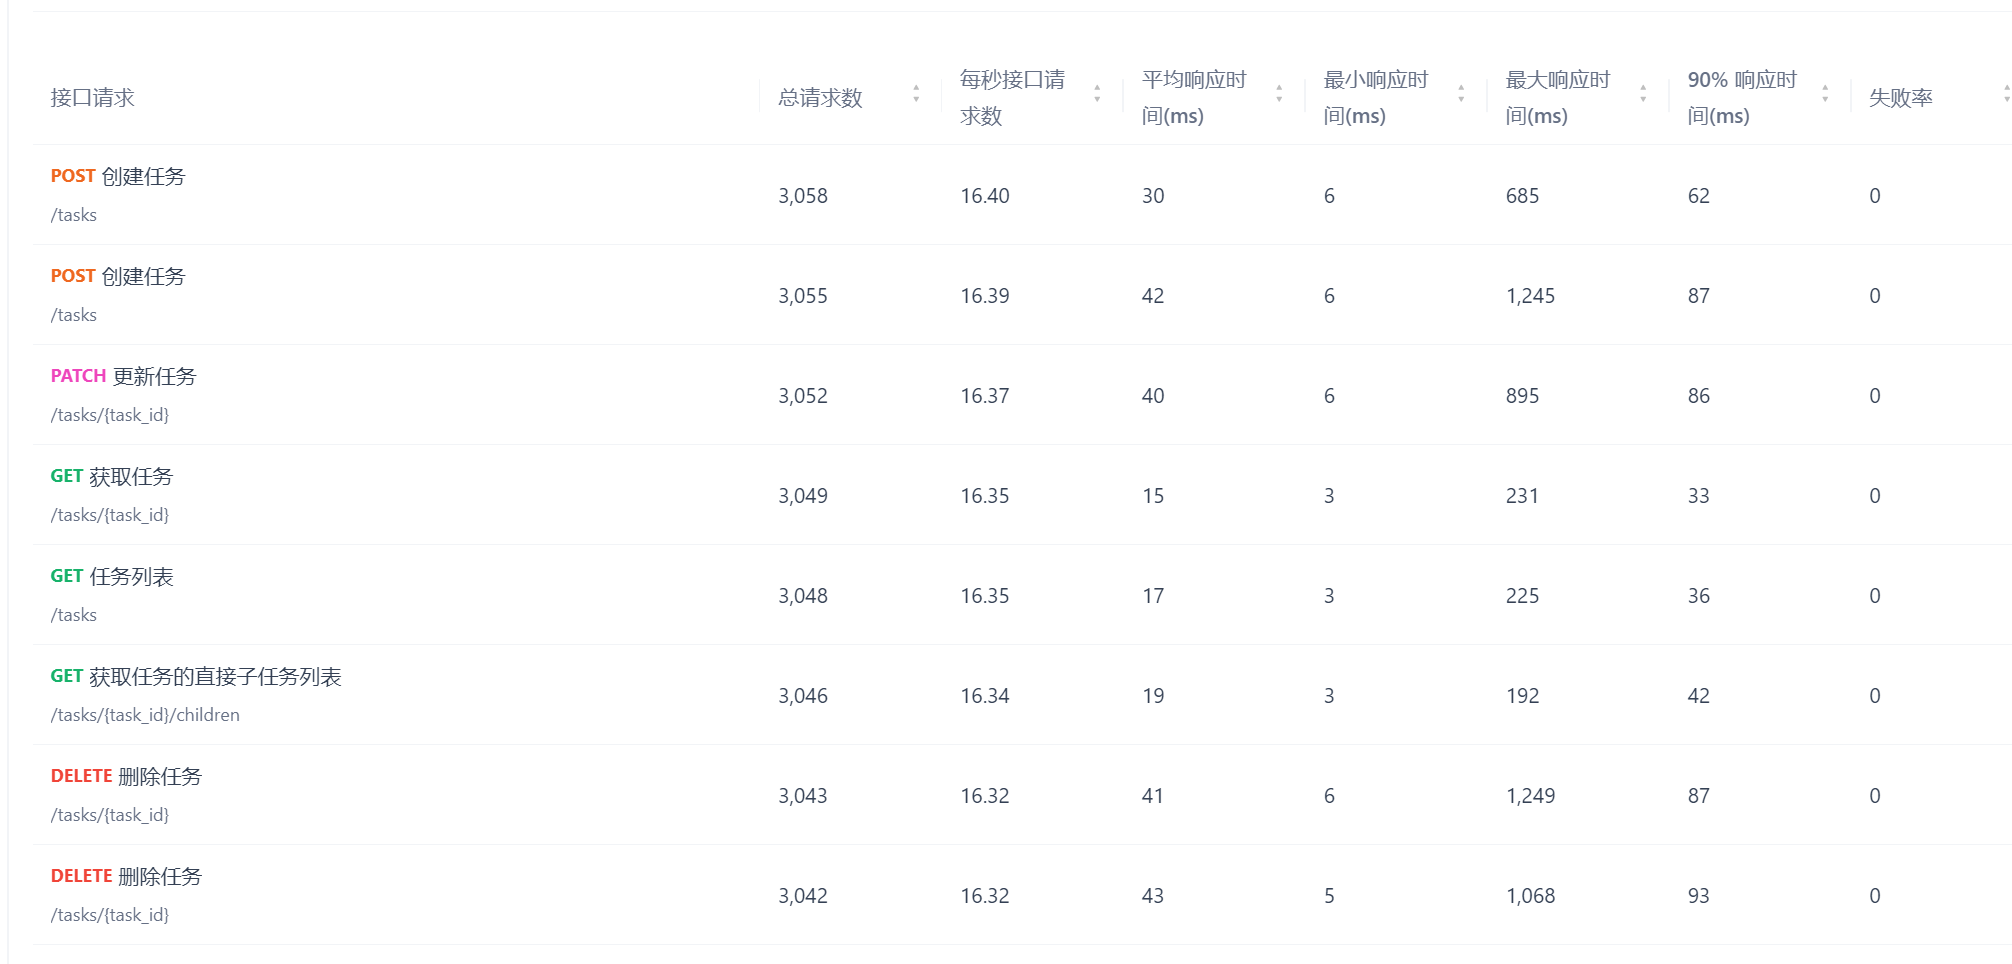 接口请求 总请求数 每秒接口请求数 平均响应时间(ms) 最小响应时间(ms) 最大响应时间(ms) 90% 响应时间(ms) 失败率
POST 创建任务
/tasks
3,058 16.40 30 6 685 62 0
POST 创建任务
/tasks
3,055 16.39 42 6 1,245 87 0
PATCH 更新任务
/tasks/{task_id}
3,052 16.37 40 6 895 86 0
GET 获取任务
/tasks/{task_id}
3,049 16.35 15 3 231 33 0
GET 任务列表
/tasks
3,048 16.35 17 3 225 36 0
GET 获取任务的直接子任务列表
/tasks/{task_id}/children
3,046 16.34 19 3 192 42 0
DELETE 删除任务
/tasks/{task_id}
3,043 16.32 41 6 1,249 87 0
DELETE 删除任务
/tasks/{task_id}
3,042 16.32 43 5 1,068 93 0